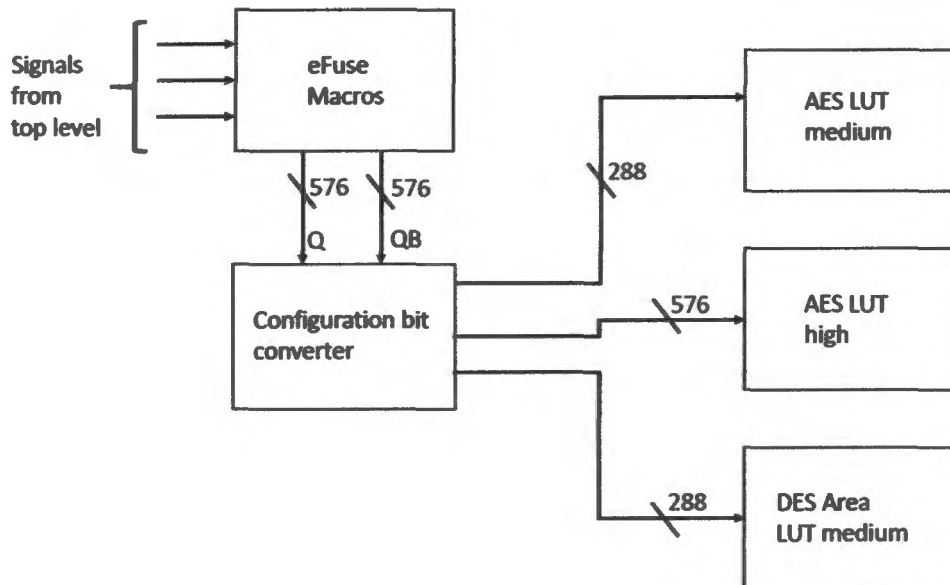 Signals
from
top level
eFuse
Macros
576
576
Q
QB
Configuration bit
converter
288
AES LUT
medium
576
AES LUT
high
288
DES Area
LUT medium